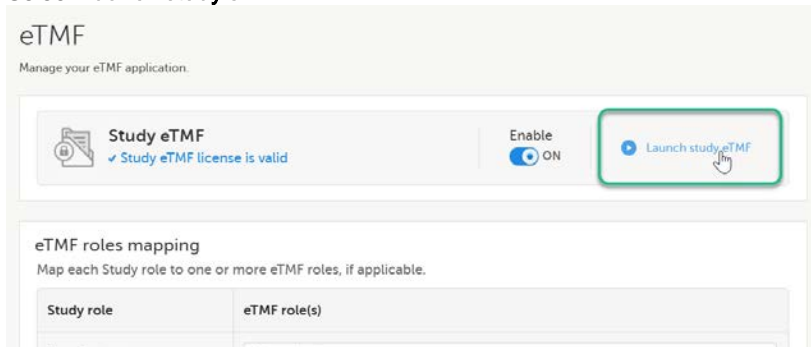 eTMF
Manage your eTMF application.
Study eTMF
✓ Study eTMF license is valid
Enable
ON
Launch study eTMF
eTMF roles mapping
Map each Study role to one or more eTMF roles, if applicable.
Study role eTMF role(s)